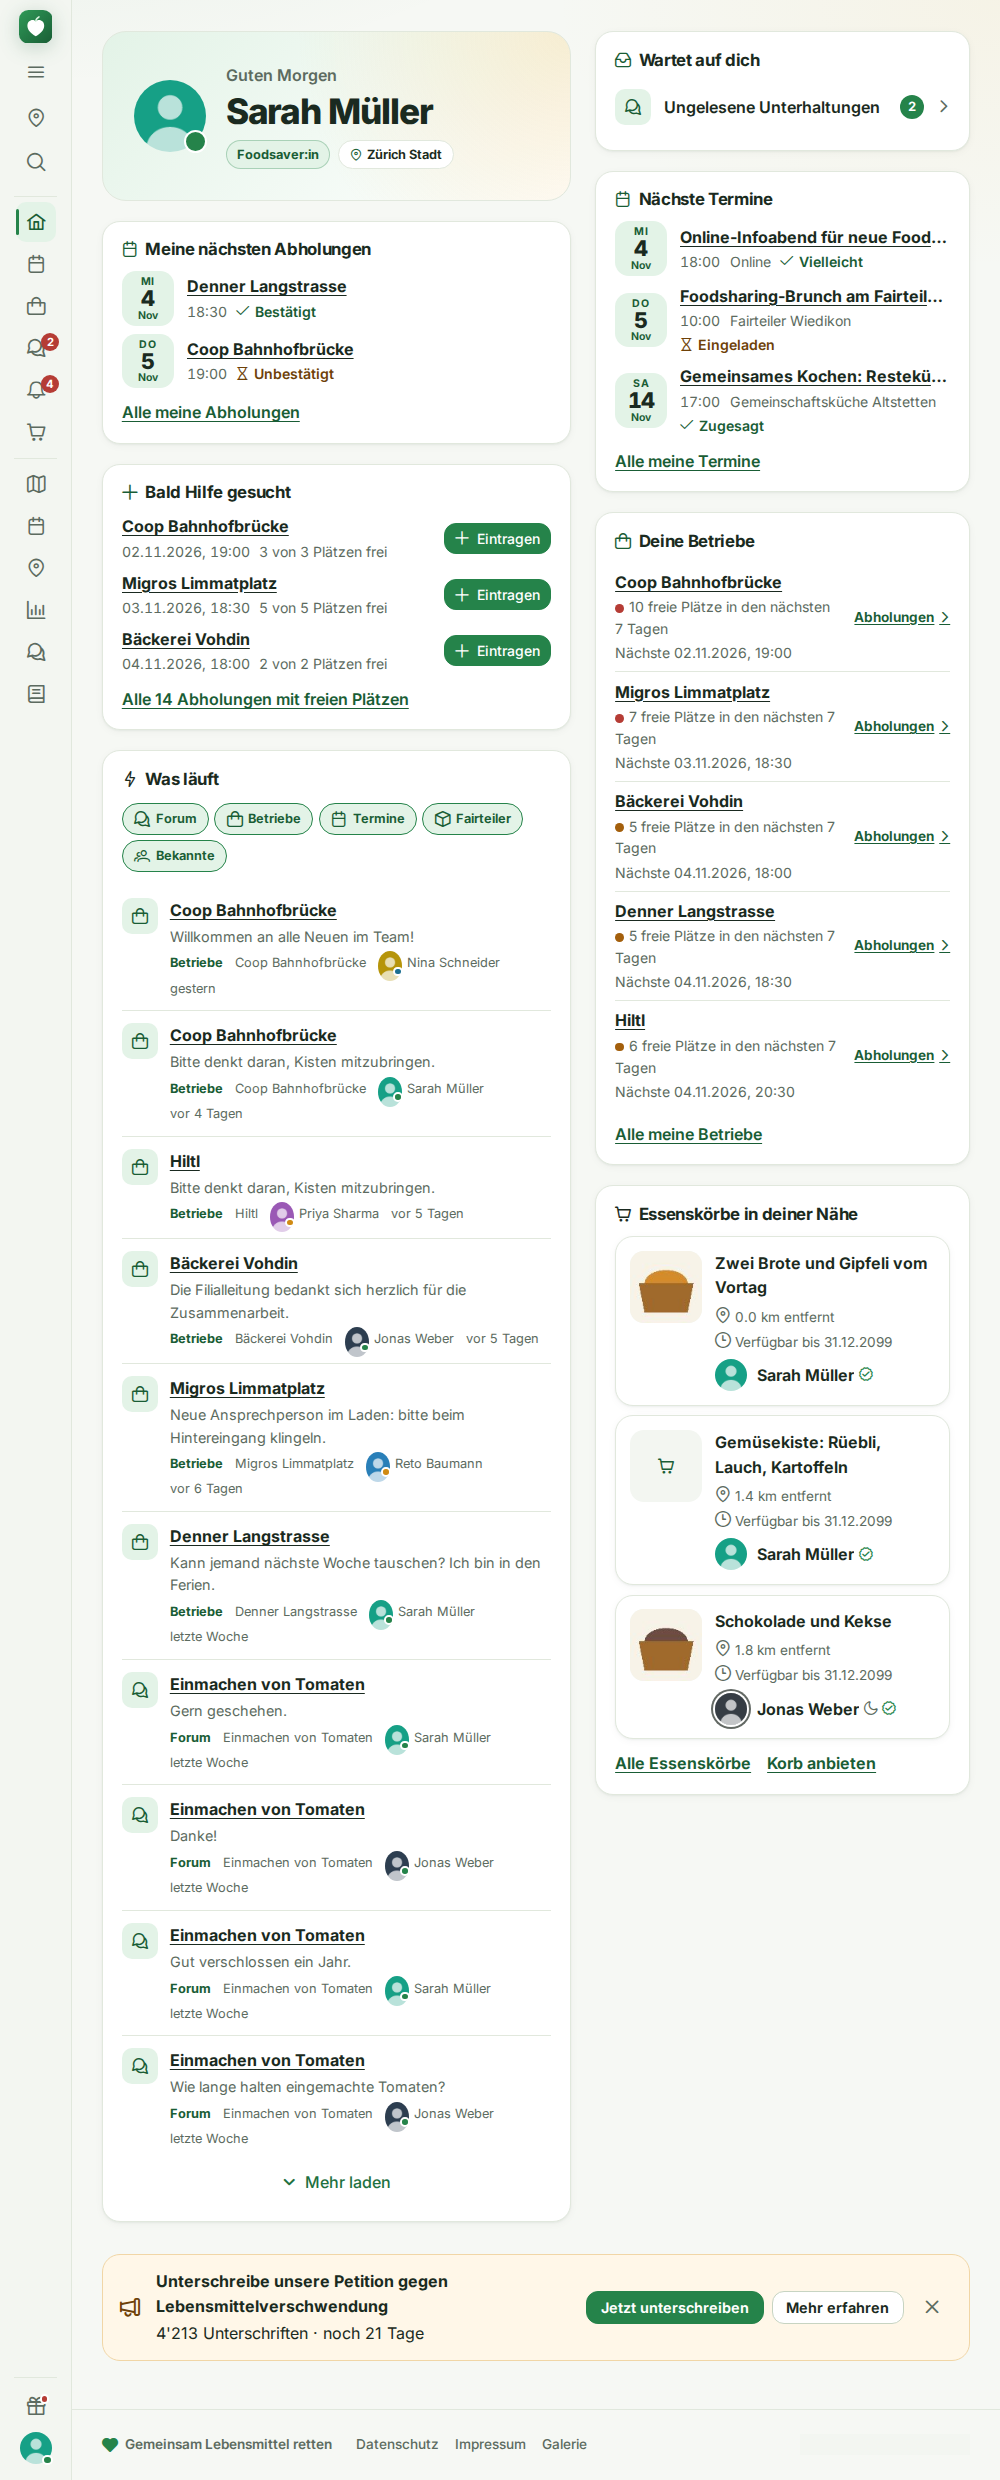 Guten Morgen
Sarah Müller
Foodsaver:in
Zürich Stadt
Meine nächsten Abholungen
MI
4
Nov
Denner Langstrasse
18:30 Bestätigt
DO
5
Nov
Coop Bahnhofbrücke
19:00 Unbestätigt
Alle meine Abholungen
Bald Hilfe gesucht
Coop Bahnhofbrücke
02.11.2026, 19:00 3 von 3 Plätzen frei
Eintragen
Migros Limmatplatz
03.11.2026, 18:30 5 von 5 Plätzen frei
Eintragen
Bäckerei Vohdin
04.11.2026, 18:00 2 von 2 Plätzen frei
Eintragen
Alle 14 Abholungen mit freien Plätzen
Was läuft
Forum Betriebe Termine Fairteiler
Bekannte
Coop Bahnhofbrücke
Willkommen an alle Neuen im Team!
Betriebe Coop Bahnhofbrücke Nina Schneider
gestern
Coop Bahnhofbrücke
Bitte denkt daran, Kisten mitzubringen.
Betriebe Coop Bahnhofbrücke Sarah Müller
vor 4 Tagen
Hiltl
Bitte denkt daran, Kisten mitzubringen.
Betriebe Hiltl Priya Sharma vor 5 Tagen
Bäckerei Vohdin
Die Filialleitung bedankt sich herzlich für die
Zusammenarbeit.
Betriebe Bäckerei Vohdin Jonas Weber vor 5 Tagen
Migros Limmatplatz
Neue Ansprechperson im Laden: bitte beim
Hintereingang klingeln.
Betriebe Migros Limmatplatz Reto Baumann
vor 6 Tagen
Denner Langstrasse
Kann jemand nächste Woche tauschen? Ich bin in den
Ferien.
Betriebe Denner Langstrasse Sarah Müller
letzte Woche
Einmachen von Tomaten
Gern geschehen.
Forum Einmachen von Tomaten Sarah Müller
letzte Woche
Einmachen von Tomaten
Danke!
Forum Einmachen von Tomaten Jonas Weber
letzte Woche
Einmachen von Tomaten
Gut verschlossen ein Jahr.
Forum Einmachen von Tomaten Sarah Müller
letzte Woche
Einmachen von Tomaten
Wie lange halten eingemachte Tomaten?
Forum Einmachen von Tomaten Jonas Weber
letzte Woche
Mehr laden
Wartet auf dich
Ungelesene Unterhaltungen 2
Nächste Termine
MI
4
Nov
Online-Infoabend für neue Food…
18:00 Online Vielleicht
DO
5
Nov
Foodsharing-Brunch am Fairteil…
10:00 Fairteiler Wiedikon
Eingeladen
SA
14
Nov
Gemeinsames Kochen: Restekü…
17:00 Gemeinschaftsküche Altstetten
Zugesagt
Alle meine Termine
Deine Betriebe
Coop Bahnhofbrücke
10 freie Plätze in den nächsten
7 Tagen
Nächste 02.11.2026, 19:00
Abholungen
Migros Limmatplatz
7 freie Plätze in den nächsten 7
Tagen
Nächste 03.11.2026, 18:30
Abholungen
Bäckerei Vohdin
5 freie Plätze in den nächsten 7
Tagen
Nächste 04.11.2026, 18:00
Abholungen
Denner Langstrasse
5 freie Plätze in den nächsten 7
Tagen
Nächste 04.11.2026, 18:30
Abholungen
Hiltl
6 freie Plätze in den nächsten 7
Tagen
Nächste 04.11.2026, 20:30
Abholungen
Alle meine Betriebe
Essenskörbe in deiner Nähe
Zwei Brote und Gipfeli vom
Vortag
0.0 km entfernt
Verfügbar bis 31.12.2099
Sarah Müller
Gemüsekiste: Rüebli,
Lauch, Kartoffeln
1.4 km entfernt
Verfügbar bis 31.12.2099
Sarah Müller
Schokolade und Kekse
1.8 km entfernt
Verfügbar bis 31.12.2099
Jonas Weber
Alle Essenskörbe Korb anbieten
2
4
Unterschreibe unsere Petition gegen
Lebensmittelverschwendung
4'213 Unterschriften · noch 21 Tage
Jetzt unterschreiben
Mehr erfahren
Gemeinsam Lebensmittel retten Datenschutz Impressum Galerie